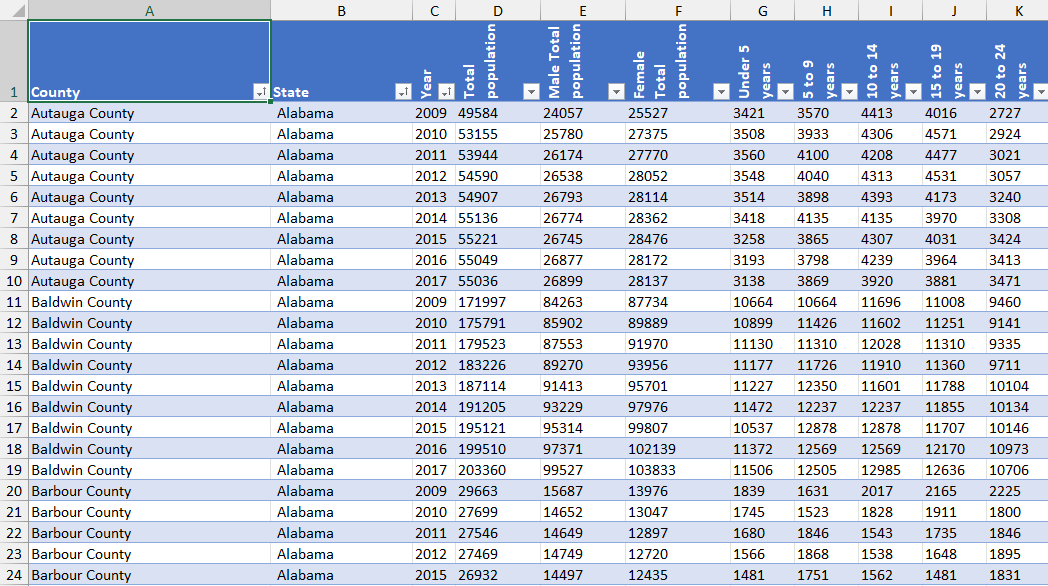 A B C D E F G H I J K
1 County State Year Total population Male Total population Female Total population Under 5 years 5 to 9 years 10 to 14 years 15 to 19 years 20 to 24 years
2 Autauga County Alabama 2009 49584 24057 25527 3421 3570 4413 4016 2727
3 Autauga County Alabama 2010 53155 25780 27375 3508 3933 4306 4571 2924
4 Autauga County Alabama 2011 53944 26174 27770 3560 4100 4208 4477 3021
5 Autauga County Alabama 2012 54590 26538 28052 3548 4040 4313 4531 3057
6 Autauga County Alabama 2013 54907 26793 28114 3514 3898 4393 4173 3240
7 Autauga County Alabama 2014 55136 26774 28362 3418 4135 4135 3970 3308
8 Autauga County Alabama 2015 55221 26745 28476 3258 3865 4307 4031 3424
9 Autauga County Alabama 2016 55049 26877 28172 3193 3798 4239 3964 3413
10 Autauga County Alabama 2017 55036 26899 28137 3138 3869 3920 3881 3471
11 Baldwin County Alabama 2009 171997 84263 87734 10664 10664 11696 11008 9460
12 Baldwin County Alabama 2010 175791 85902 89889 10899 11426 11602 11251 9141
13 Baldwin County Alabama 2011 179523 87553 91970 11130 11310 12028 11310 9335
14 Baldwin County Alabama 2012 183226 89270 93956 11177 11726 11910 11360 9711
15 Baldwin County Alabama 2013 187114 91413 95701 11227 12350 11601 11788 10104
16 Baldwin County Alabama 2014 191205 93229 97976 11472 12237 12237 11855 10134
17 Baldwin County Alabama 2015 195121 95314 99807 10537 12878 12878 11707 10146
18 Baldwin County Alabama 2016 199510 97371 102139 11372 12569 12569 12170 10973
19 Baldwin County Alabama 2017 203360 99527 103833 11506 12505 12985 12636 10706
20 Barbour County Alabama 2009 29663 15687 13976 1839 1631 2017 2165 2225
21 Barbour County Alabama 2010 27699 14652 13047 1745 1523 1828 1911 1800
22 Barbour County Alabama 2011 27546 14649 12897 1680 1846 1543 1735 1846
23 Barbour County Alabama 2012 27469 14749 12720 1566 1868 1538 1648 1895
24 Barbour County Alabama 2015 26932 14497 12435 1481 1751 1562 1481 1831